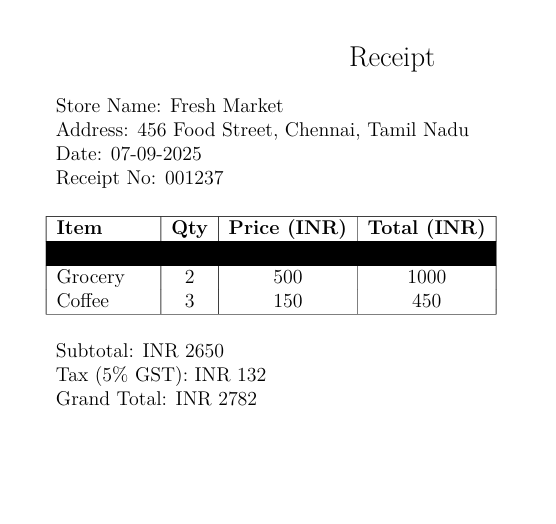 Receipt
Store Name: Fresh Market
Address: 456 Food Street, Chennai, Tamil Nadu
Date: 07-09-2025
Receipt No: 001237
Item Qty Price (INR) Total (INR)
Grocery 2 500 1000
Coffee 3 150 450
Subtotal: INR 2650
Tax (5% GST): INR 132
Grand Total: INR 2782